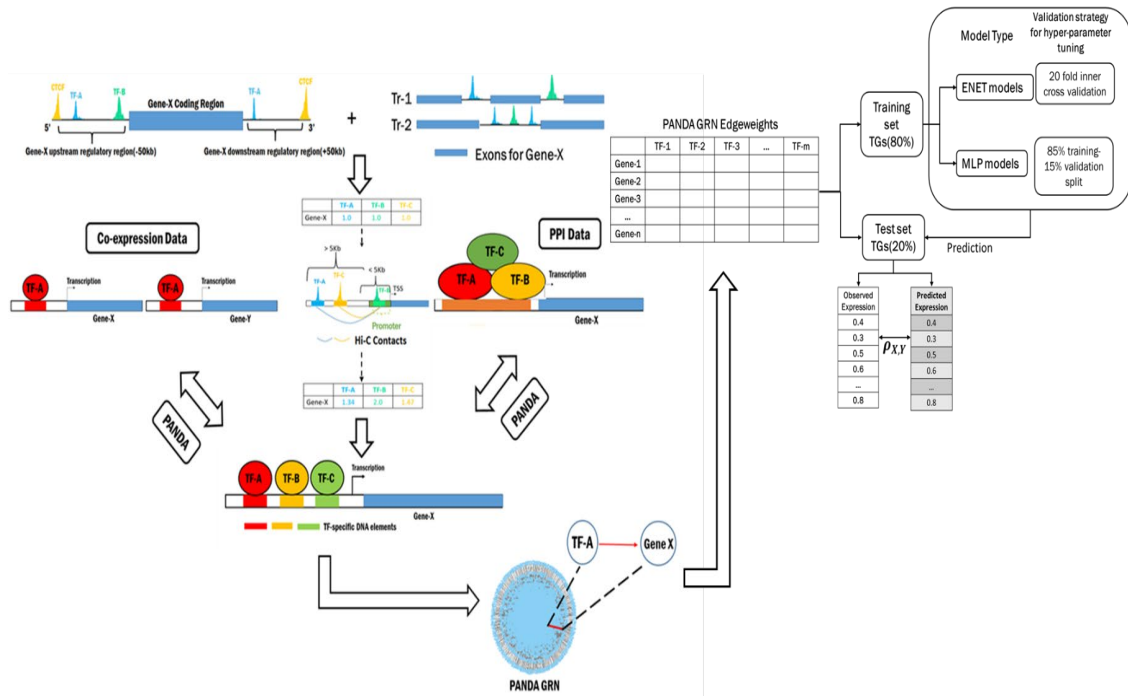 CTCF
TF-A
TF-B
Gene-X Coding Region
TF-A
CTCF
5'
3'
Gene-X upstream regulatory region(-50kb)
Gene-X downstream regulatory region(+50kb)
+
Tr-1
Tr-2
Exons for Gene-X
TF-A TF-B TF-C
Gene-X 1.0 1.0 1.0
Co-expression Data
TF-A
Transcription
Gene-X
TF-A
Transcription
Gene-Y
> 5Kb
< 5Kb
TF-A
TF-C
TF-B
TSS
Promoter
Hi-C Contacts
TF-A TF-B TF-C
Gene-X 1.34 2.0 1.67
PPI Data
TF-C
TF-A
TF-B
Transcription
Gene-X
PANDA
PANDA
TF-A
TF-B
TF-C
Transcription
Gene-X
TF-specific DNA elements
TF-A
Gene X
PANDA GRN
PANDA GRN Edgeweights
TF-1 TF-2 TF-3 ... TF-m
Gene-1
Gene-2
Gene-3
...
Gene-n
Training
set
TGs(80%)
Model Type
Validation strategy
for hyper-parameter
tuning
ENET models
20 fold inner
cross validation
MLP models
85% training-
15% validation
split
Test set
TGs(20%)
Prediction
Observed
Expression
0.4
0.3
0.5
0.6
...
0.8
ρX,Y
Predicted
Expression
0.4
0.3
0.5
0.6
...
0.8